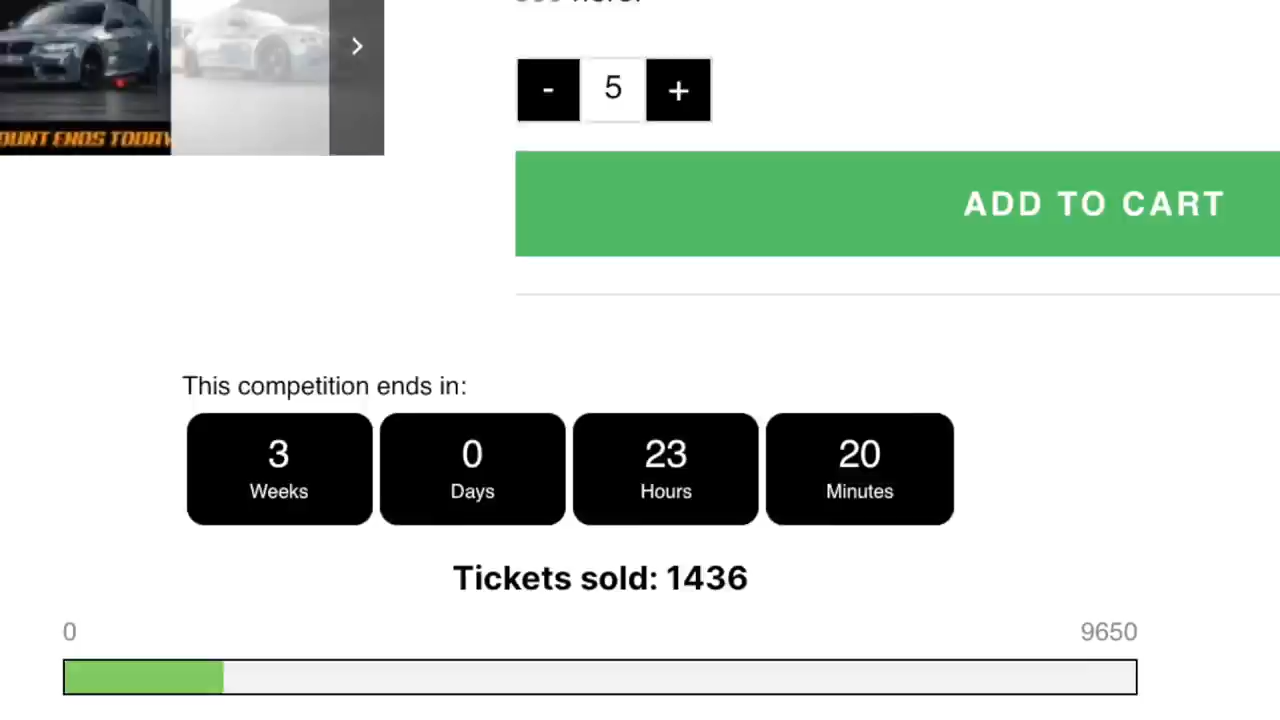 ENDS TODAY
- 5 +
ADD TO CART
This competition ends in:
3 0 23 20
Weeks Days Hours Minutes
Tickets sold: 1436
0 9650